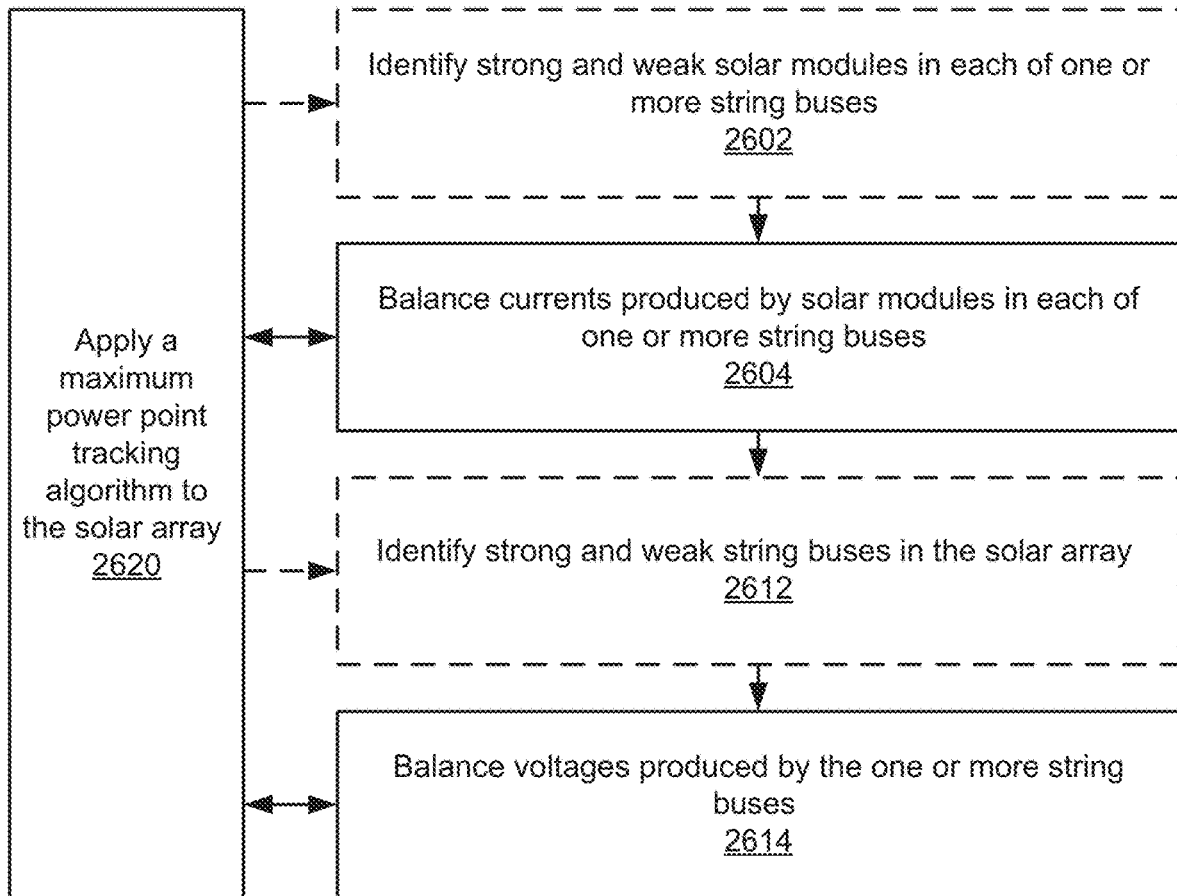 Apply a
maximum
power point
tracking
algorithm to
the solar array
2620
Identify strong and weak solar modules in each of one or
more string buses
2602
Balance currents produced by solar modules in each of
one or more string buses
2604
Identify strong and weak string buses in the solar array
2612
Balance voltages produced by the one or more string
buses
2614